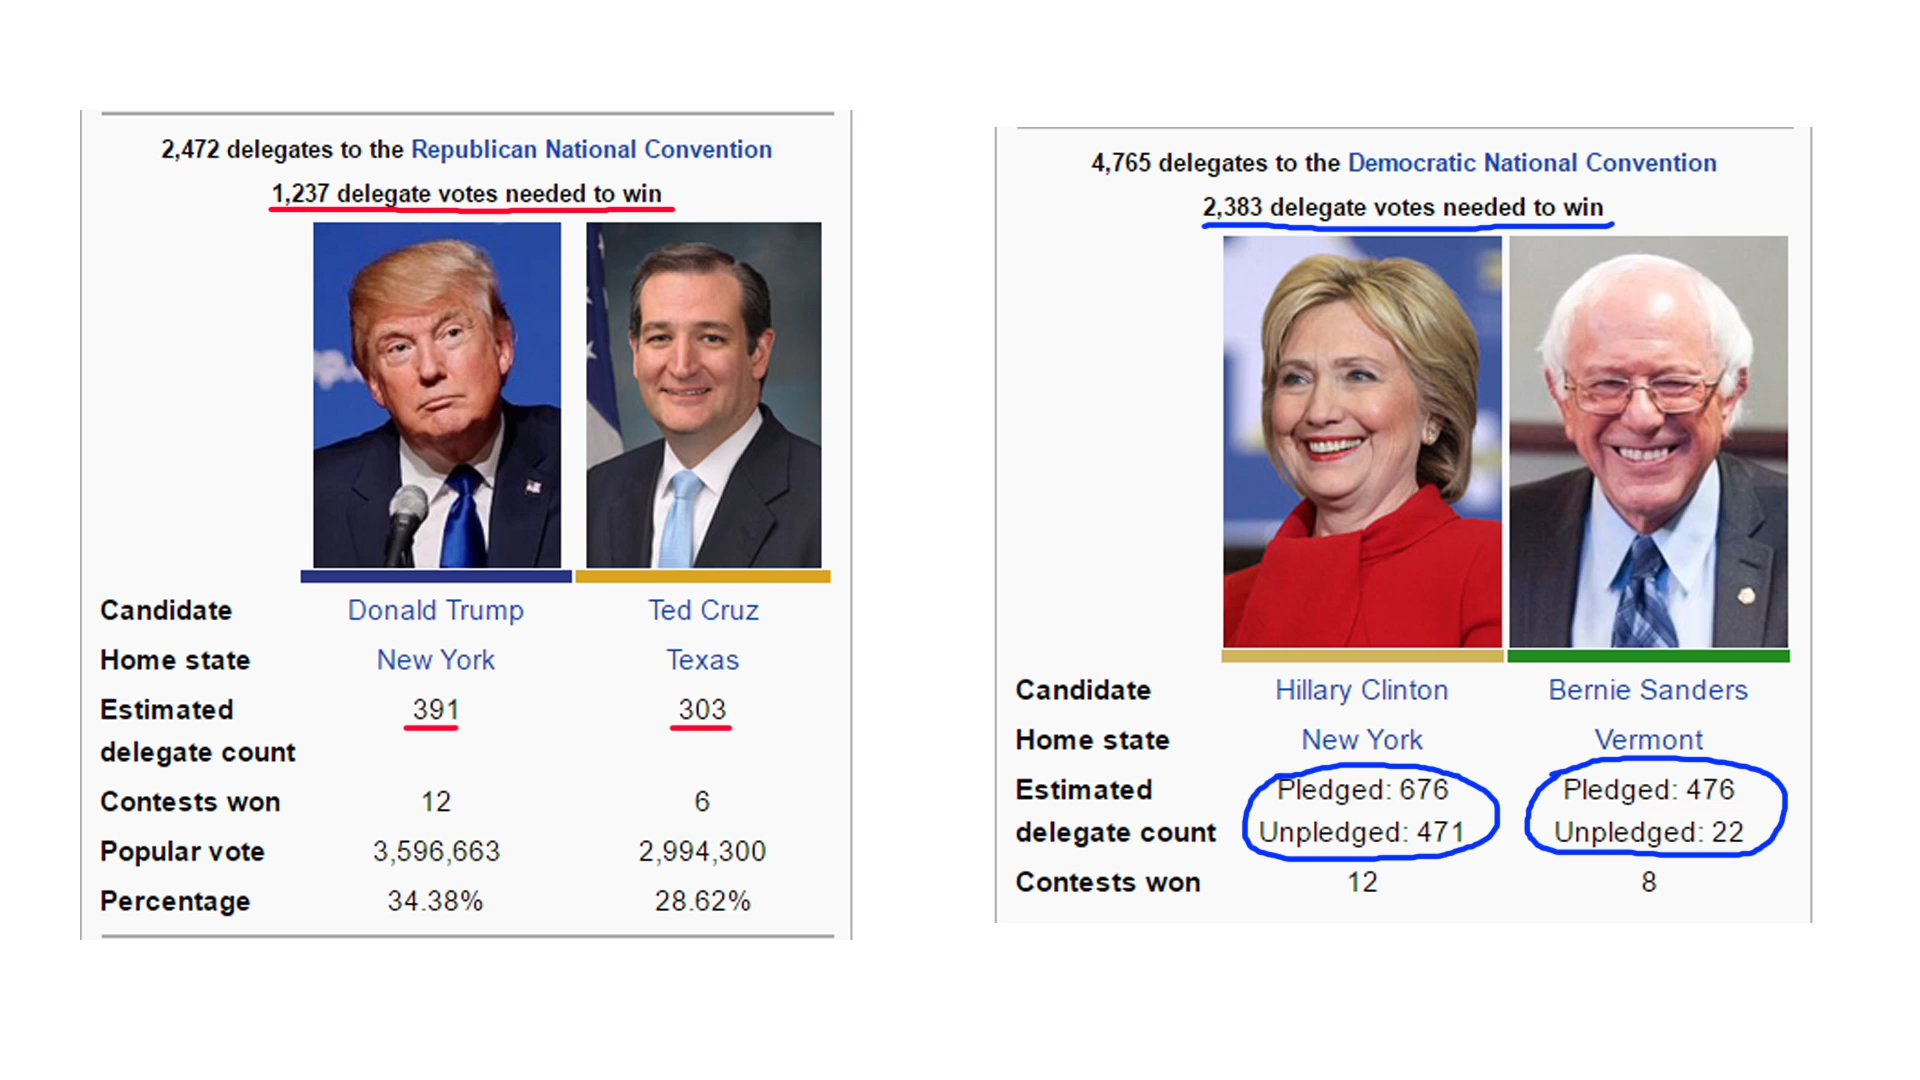 2,472 delegates to the Republican National Convention
1,237 delegate votes needed to win
Candidate Donald Trump Ted Cruz
Home state New York Texas
Estimated 391 303
delegate count
Contests won 12 6
Popular vote 3,596,663 2,994,300
Percentage 34.38% 28.62%
4,765 delegates to the Democratic National Convention
2,383 delegate votes needed to win
Candidate Hillary Clinton Bernie Sanders
Home state New York Vermont
Estimated Pledged: 676 Pledged: 476
delegate count Unpledged: 471 Unpledged: 22
Contests won 12 8